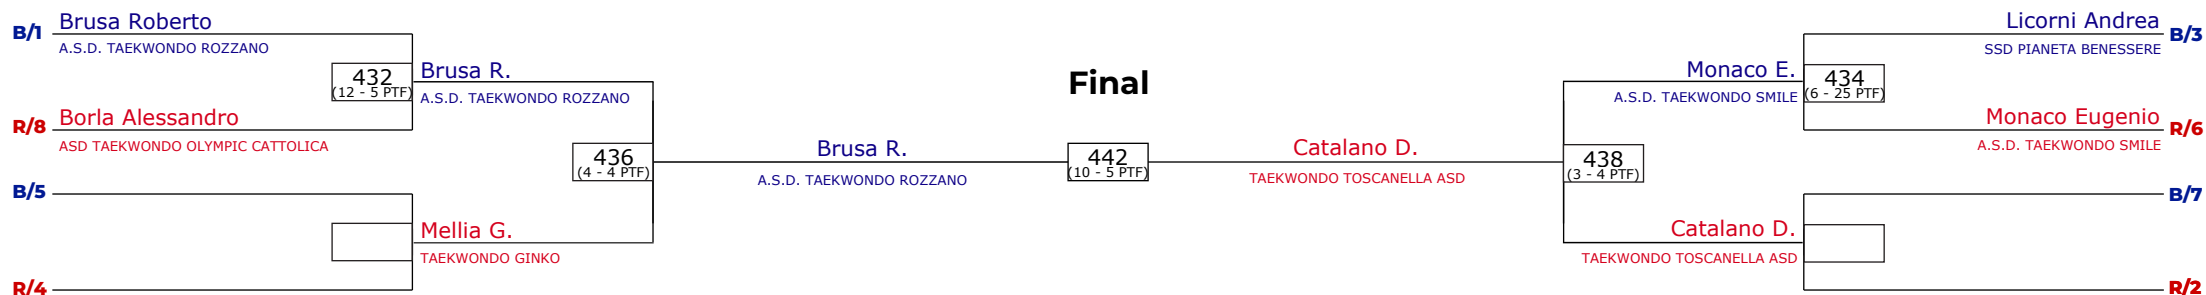 B/1
Brusa Roberto
A.S.D. TAEKWONDO ROZZANO
R/8
Borla Alessandro
ASD TAEKWONDO OLYMPIC CATTOLICA
B/5
R/4
432
(12 - 5 PTF)
Brusa R.
A.S.D. TAEKWONDO ROZZANO
Mellia G.
TAEKWONDO GINKO
436
(4 - 4 PTF)
Brusa R.
A.S.D. TAEKWONDO ROZZANO
Final
442
(10 - 5 PTF)
Catalano D.
TAEKWONDO TOSCANELLA ASD
438
(3 - 4 PTF)
Monaco E.
A.S.D. TAEKWONDO SMILE
Catalano D.
TAEKWONDO TOSCANELLA ASD
434
(6 - 25 PTF)
Licorni Andrea
SSD PIANETA BENESSERE
B/3
Monaco Eugenio
A.S.D. TAEKWONDO SMILE
R/6
B/7
R/2